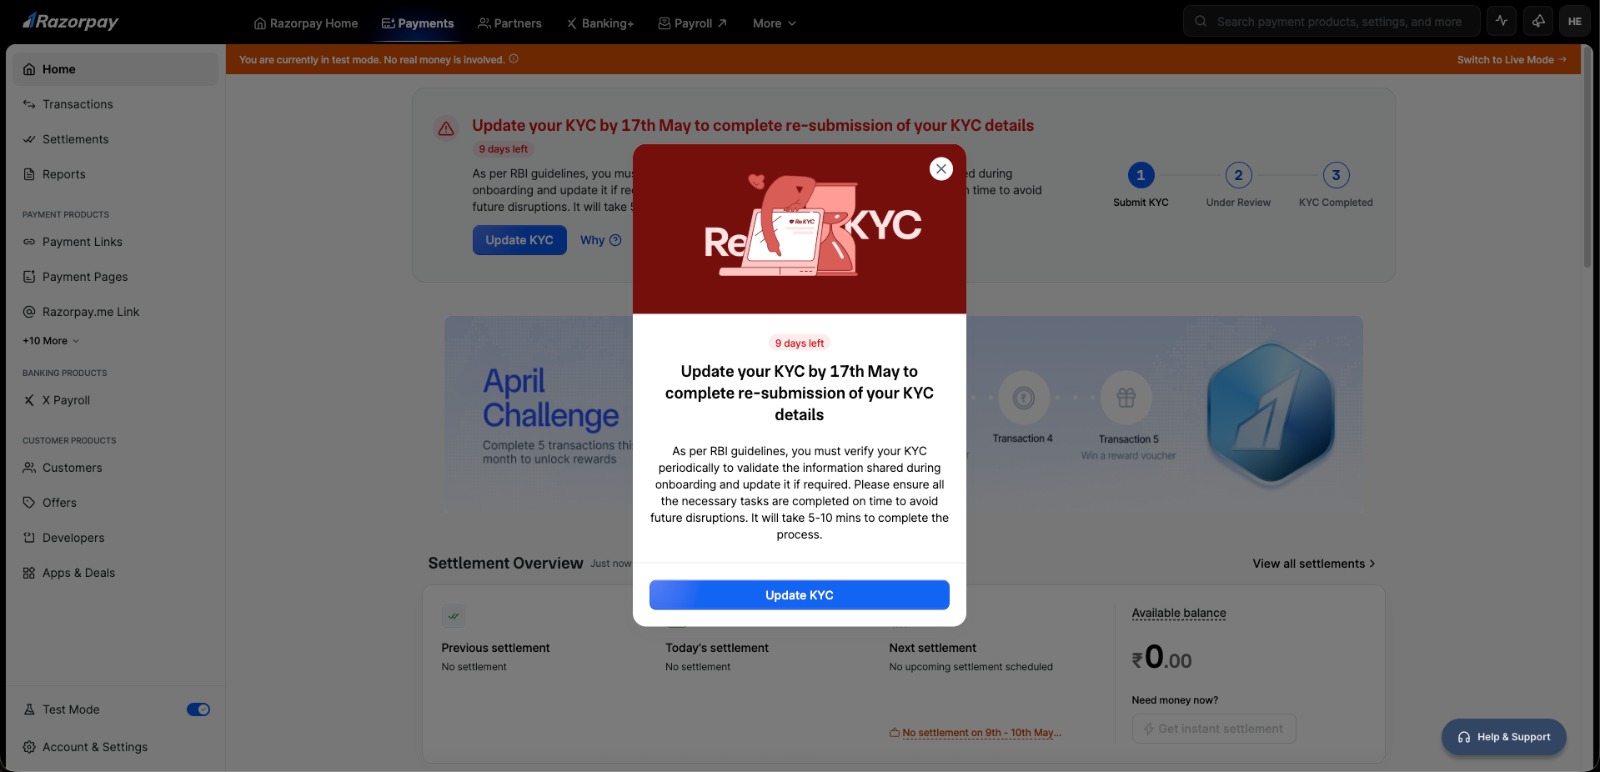 Razorpay
Razorpay Home
Payments
Partners
Banking+
Payroll
More
Search payment products, settings, and more
HE
Home
Transactions
Settlements
Reports
PAYMENT PRODUCTS
Payment Links
Payment Pages
Razorpay.me Link
+10 More
BANKING PRODUCTS
X Payroll
CUSTOMER PRODUCTS
Customers
Offers
Developers
Apps & Deals
Test Mode
Account & Settings
You are currently in test mode. No real money is involved.
Switch to Live Mode →
Update your KYC by 17th May to complete re-submission of your KYC details
9 days left
As per RBI guidelines, you must
d during
onboarding and update it if
time to avoid
future disruptions. It will take
Update KYC
Why
1
2
3
Submit KYC
Under Review
KYC Completed
Re KYC
Re KYC
9 days left
Update your KYC by 17th May to
complete re-submission of your KYC
details
As per RBI guidelines, you must verify your KYC
periodically to validate the information shared during
onboarding and update it if required. Please ensure all
the necessary tasks are completed on time to avoid
future disruptions. It will take 5-10 mins to complete the
process.
Update KYC
April
Challenge
Complete 5 transactions
month to unlock rewards
Transaction 4
Transaction 5
Win a reward voucher
Settlement Overview
Just now
View all settlements
Previous settlement
No settlement
Today's settlement
No settlement
Next settlement
No upcoming settlement scheduled
No settlement on 9th - 10th May...
Available balance
₹0.00
Need money now?
Get instant settlement
Help & Support